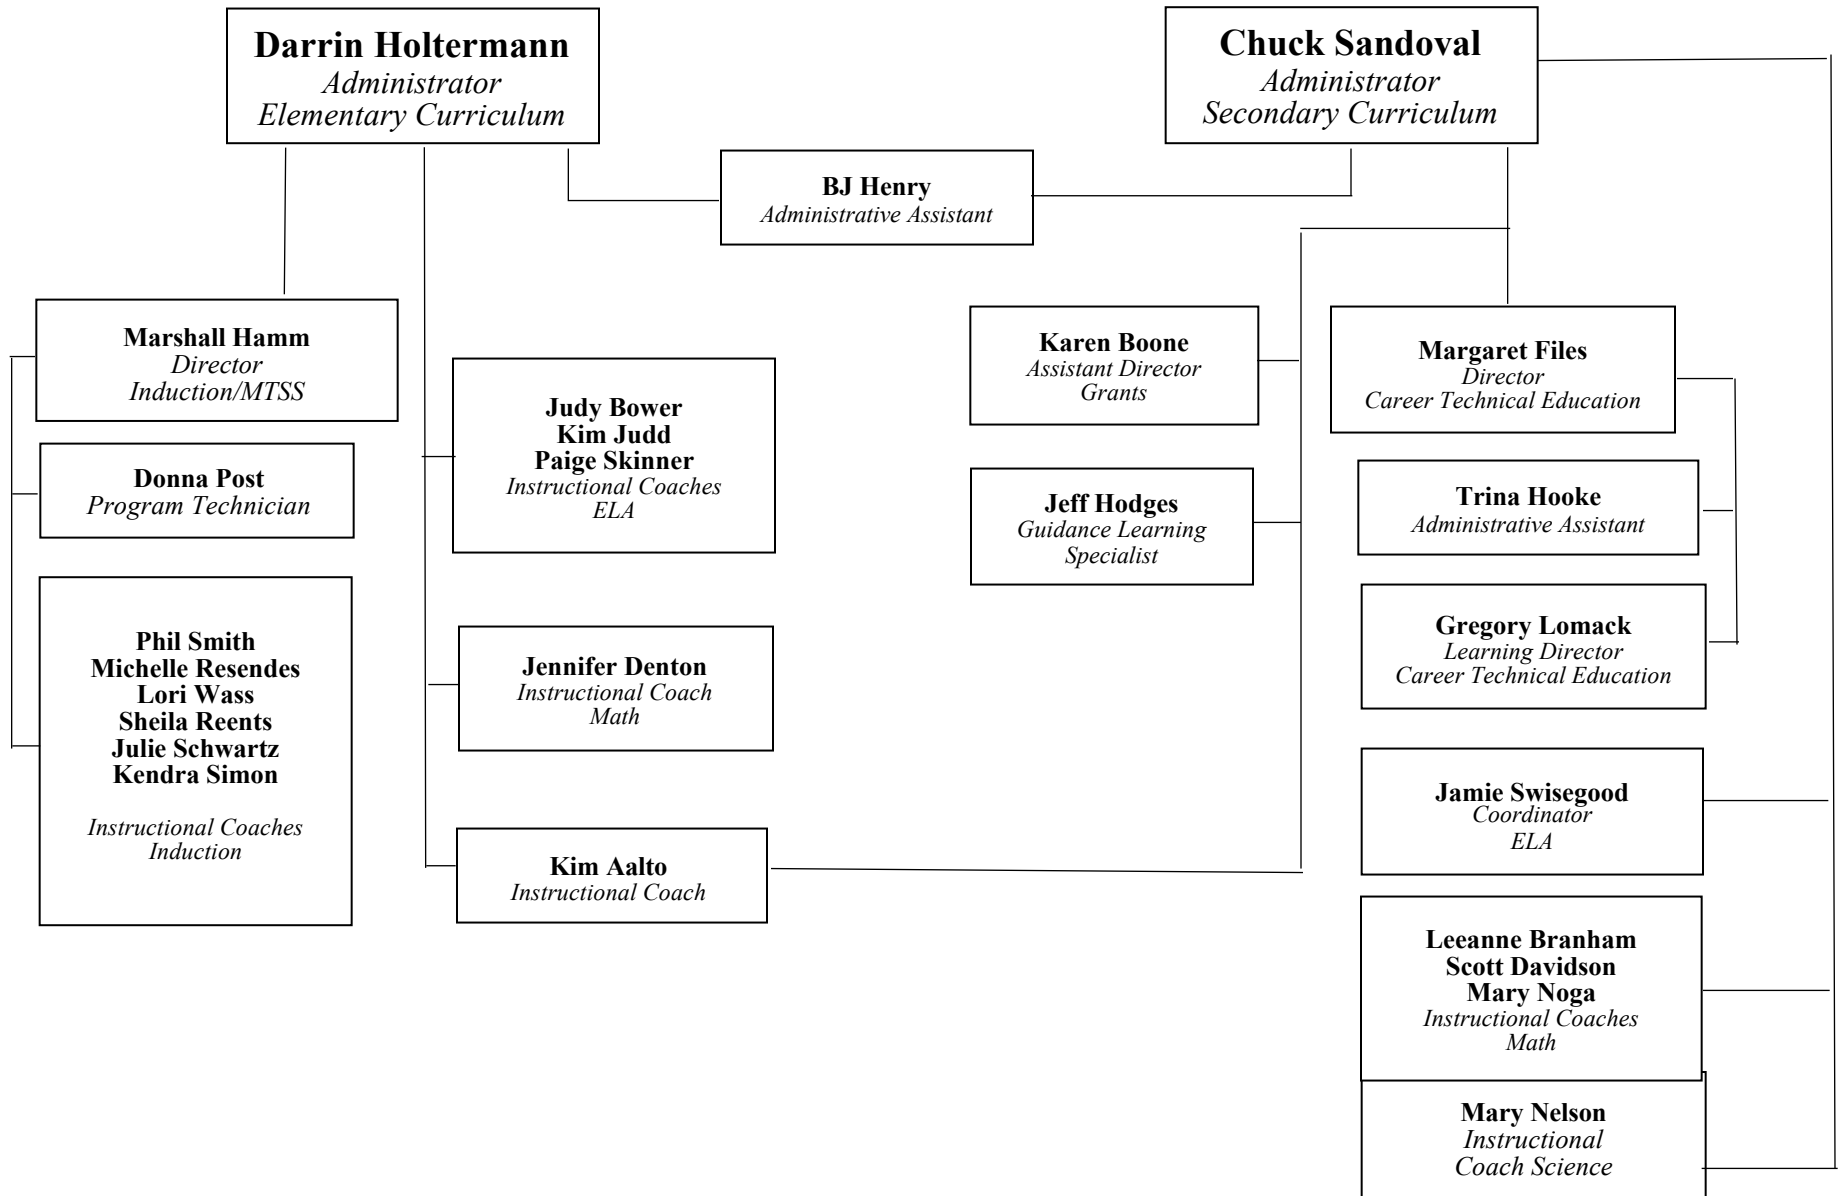 Darrin Holtermann
Administrator
Elementary Curriculum
Chuck Sandoval
Administrator
Secondary Curriculum
BJ Henry
Administrative Assistant
Marshall Hamm
Director
Induction/MTSS
Donna Post
Program Technician
Phil Smith
Michelle Resendes
Lori Wass
Sheila Reents
Julie Schwartz
Kendra Simon
Instructional Coaches
Induction
Judy Bower
Kim Judd
Paige Skinner
Instructional Coaches
ELA
Jennifer Denton
Instructional Coach
Math
Kim Aalto
Instructional Coach
Karen Boone
Assistant Director
Grants
Jeff Hodges
Guidance Learning
Specialist
Margaret Files
Director
Career Technical Education
Trina Hooke
Administrative Assistant
Gregory Lomack
Learning Director
Career Technical Education
Jamie Swisegood
Coordinator
ELA
Leeanne Branham
Scott Davidson
Mary Noga
Instructional Coaches
Math
Mary Nelson
Instructional
Coach Science